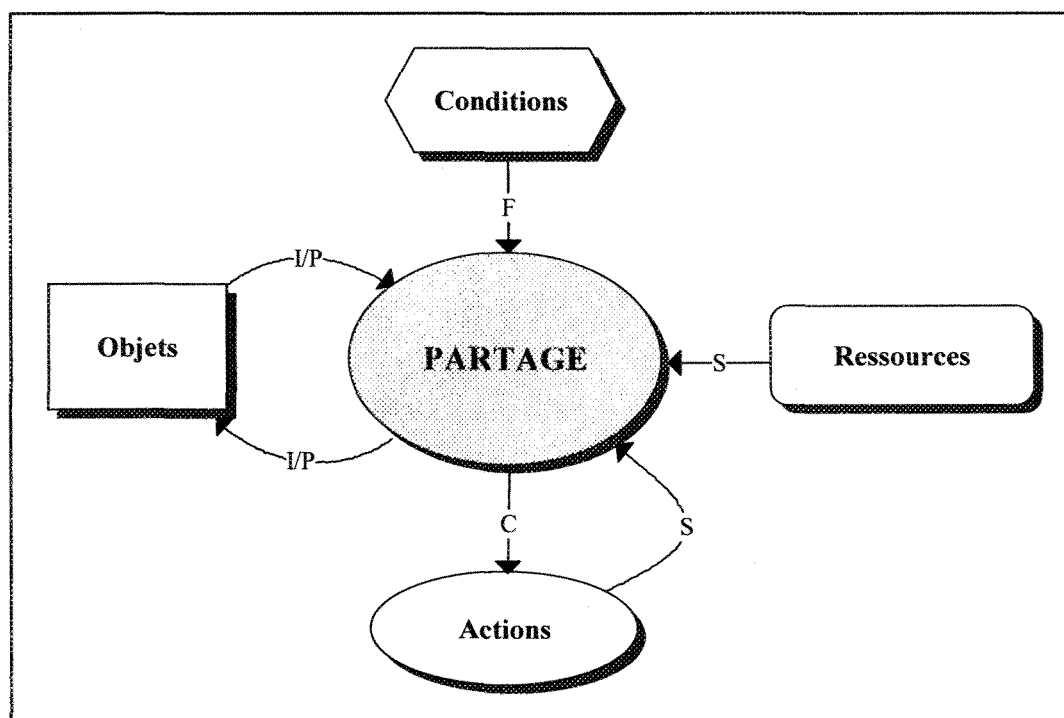 Conditions
F
I/P
Objets
PARTAGE
S
Ressources
I/P
C
S
Actions